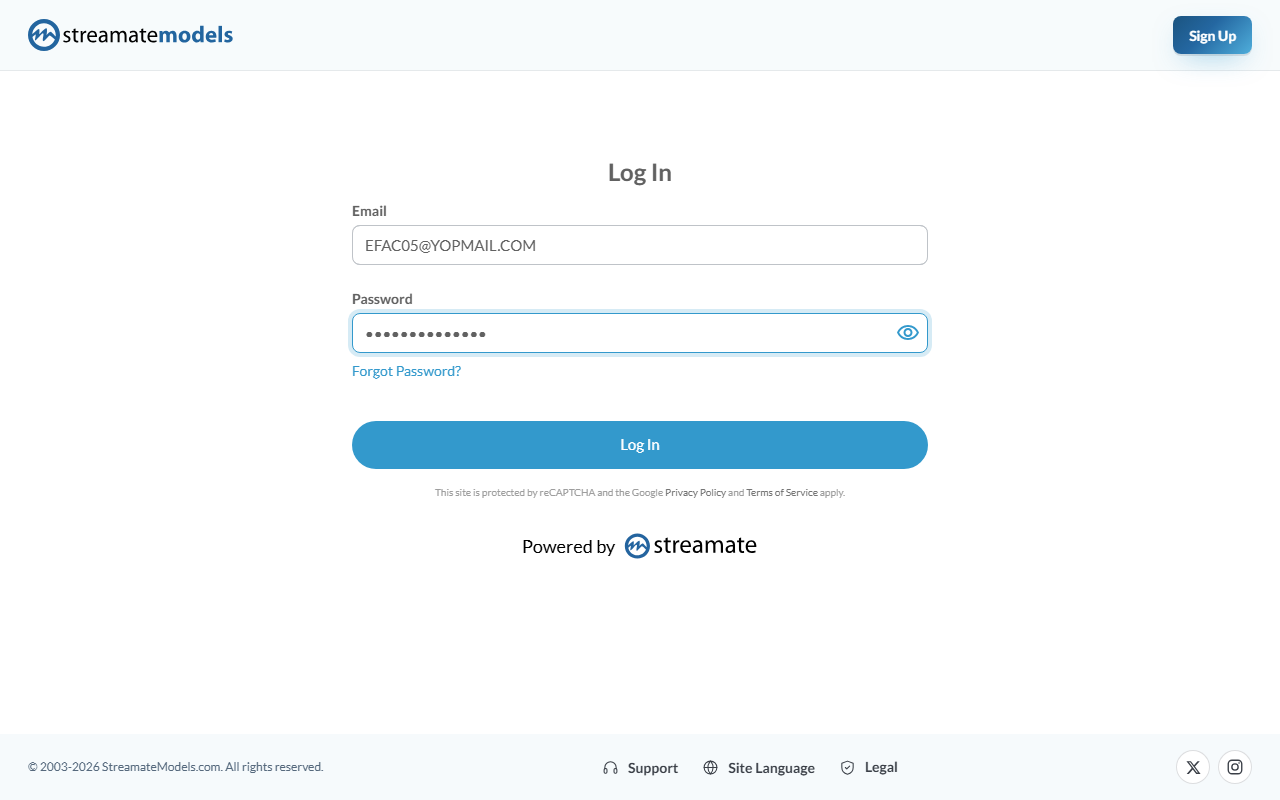 streamatemodels
Sign Up
Log In
Email
EFAC05@YOPMAIL.COM
Password
••••••••••••••
Forgot Password?
Log In
This site is protected by reCAPTCHA and the Google Privacy Policy and Terms of Service apply.
Powered by streamate
© 2003-2026 StreamateModels.com. All rights reserved.
Support
Site Language
Legal